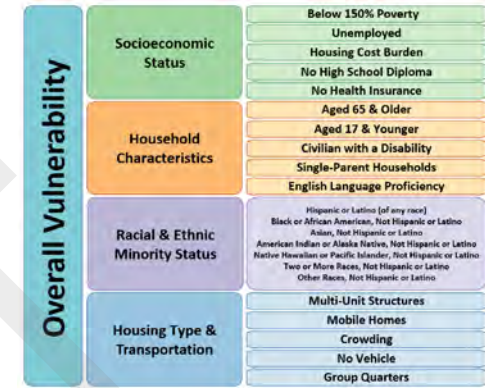 Overall Vulnerability
Socioeconomic
Status
Below 150% Poverty
Unemployed
Housing Cost Burden
No High School Diploma
No Health Insurance
Household
Characteristics
Aged 65 & Older
Aged 17 & Younger
Civilian with a Disability
Single-Parent Households
English Language Proficiency
Racial & Ethnic
Minority Status
Hispanic or Latino (of any race)
Black or African American, Not Hispanic or Latino
Asian, Not Hispanic or Latino
American Indian or Alaska Native, Not Hispanic or Latino
Native Hawaiian or Pacific Islander, Not Hispanic or Latino
Two or More Races, Not Hispanic or Latino
Other Races, Not Hispanic or Latino
Housing Type &
Transportation
Multi-Unit Structures
Mobile Homes
Crowding
No Vehicle
Group Quarters